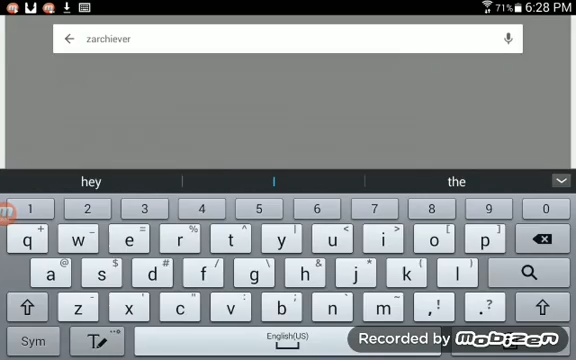 71% 6:28 PM
zarchiever
hey I the
1 2 3 4 5 6 7 8 9 0
+ _ = % ^ | < > [ ]
q w e r t y u i o p
@ $ # / & * ( )
a s d f g h j k l
- ' " : ; ~ ! ?
z x c v b n m , .
Sym English(US)
Recorded by MOBIZEN